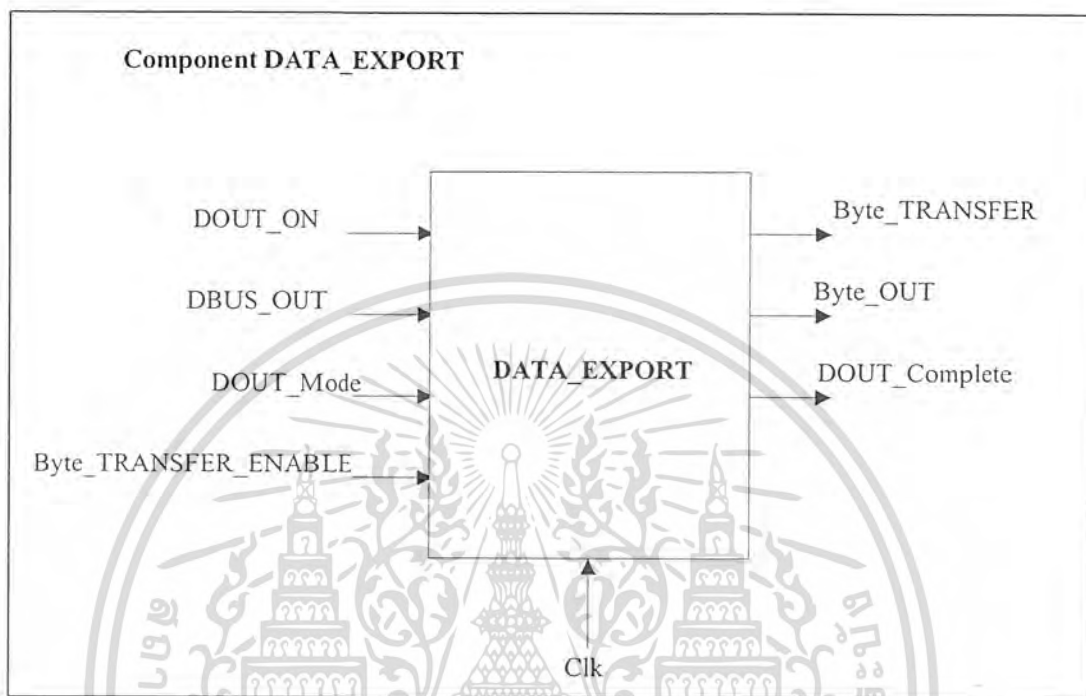 Component DATA_EXPORT
DOUT_ON
DBUS_OUT
DOUT_Mode
Byte_TRANSFER_ENABLE
DATA_EXPORT
Byte_TRANSFER
Byte_OUT
DOUT_Complete
Clk